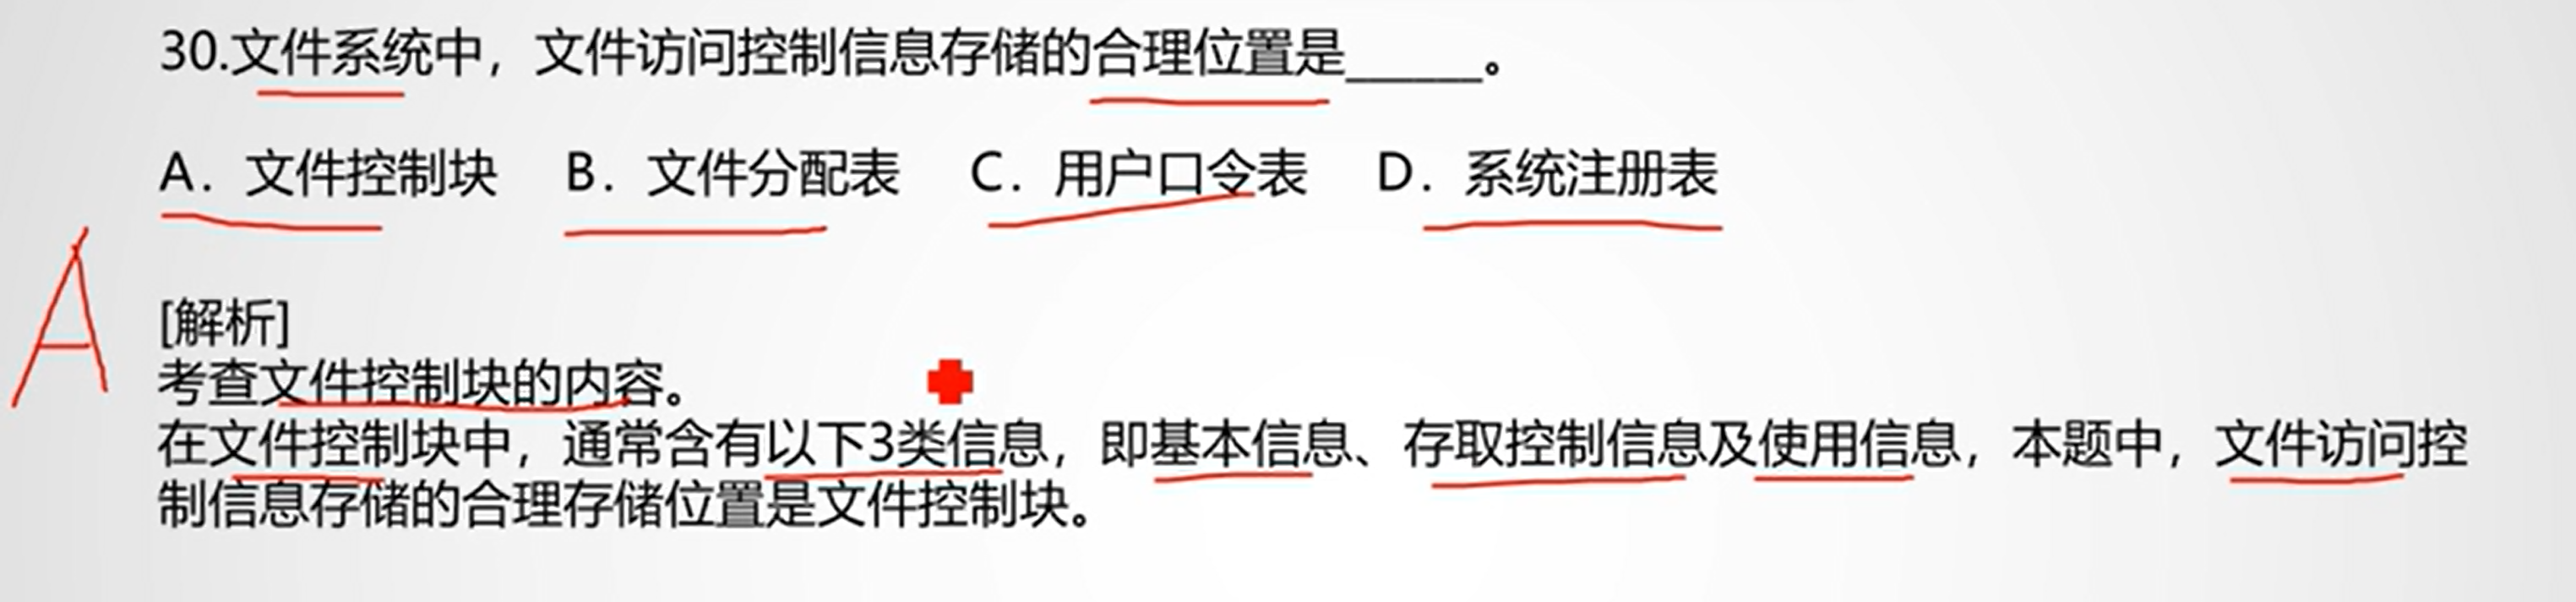 30.文件系统中，文件访问控制信息存储的合理位置是______。
A．文件控制块 B．文件分配表 C．用户口令表 D．系统注册表
A
[解析]
考查文件控制块的内容。
在文件控制块中，通常含有以下3类信息，即基本信息、存取控制信息及使用信息，本题中，文件访问控
制信息存储的合理存储位置是文件控制块。